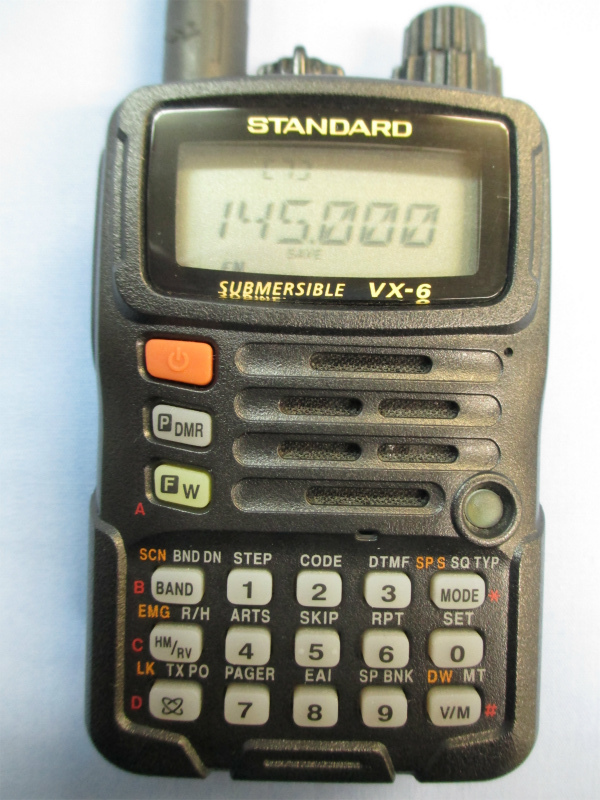 STANDARD
145.000
SAVE
FM
SUBMERSIBLE VX-6
P DMR
F W
A
SCN BND DN STEP CODE DTMF SP S SQ TYP
B BAND 1 2 3 MODE *
EMG R/H ARTS SKIP RPT SET
C HM/RV 4 5 6 0
LK TX PO PAGER EAI SP BNK DW MT
D 7 8 9 V/M #